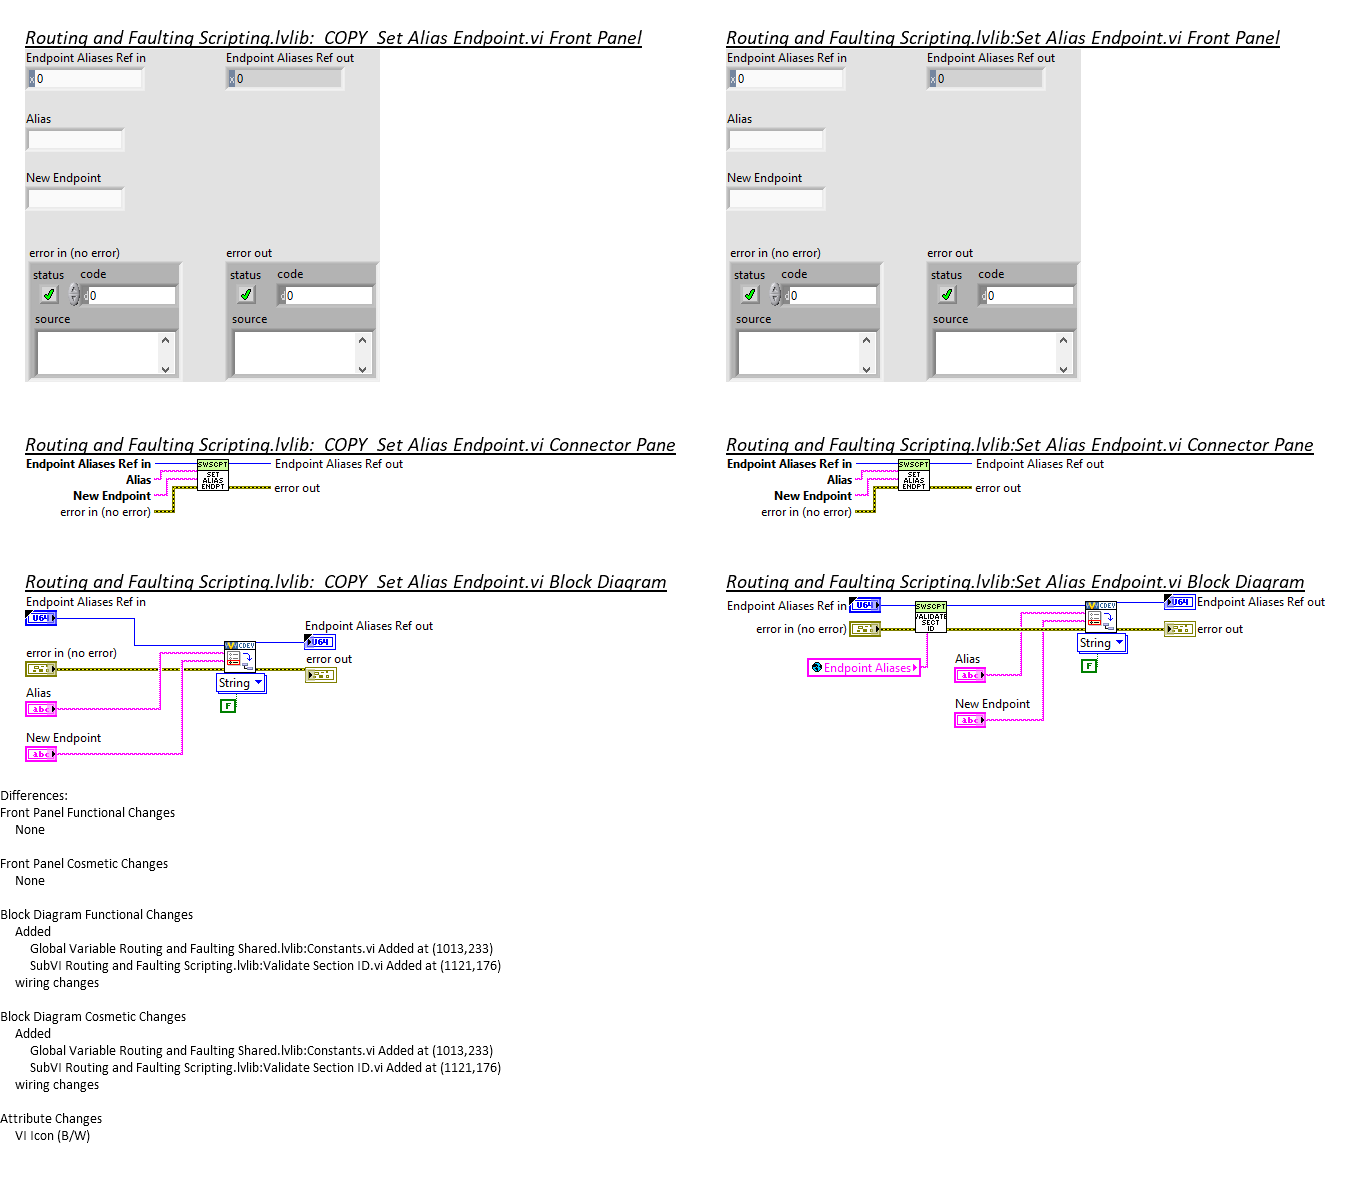 Routing and Faulting Scripting.lvlib:_COPY_Set Alias Endpoint.vi Front Panel
Endpoint Aliases Ref in
Endpoint Aliases Ref out
x 0
x 0
Alias
New Endpoint
error in (no error)
error out
status
code
status
code
d 0
d 0
source
source
Routing and Faulting Scripting.lvlib:Set Alias Endpoint.vi Front Panel
Endpoint Aliases Ref in
Endpoint Aliases Ref out
x 0
x 0
Alias
New Endpoint
error in (no error)
error out
status
code
status
code
d 0
d 0
source
source
Routing and Faulting Scripting.lvlib:_COPY_Set Alias Endpoint.vi Connector Pane
Endpoint Aliases Ref in
Alias
New Endpoint
error in (no error)
SWSCPT
SET
ALIAS
ENDPT
Endpoint Aliases Ref out
error out
Routing and Faulting Scripting.lvlib:Set Alias Endpoint.vi Connector Pane
Endpoint Aliases Ref in
Alias
New Endpoint
error in (no error)
SWSCPT
SET
ALIAS
ENDPT
Endpoint Aliases Ref out
error out
Routing and Faulting Scripting.lvlib:_COPY_Set Alias Endpoint.vi Block Diagram
Endpoint Aliases Ref in
U64
Endpoint Aliases Ref out
U64
error in (no error)
CDEV
error out
String
Alias
abc
F
New Endpoint
abc
Routing and Faulting Scripting.lvlib:Set Alias Endpoint.vi Block Diagram
Endpoint Aliases Ref in
U64
SWSCPT
VALIDATE
SECT
ID
CDEV
U64
Endpoint Aliases Ref out
error in (no error)
error out
String
Endpoint Aliases
Alias
abc
F
New Endpoint
abc
Differences:
Front Panel Functional Changes
None
Front Panel Cosmetic Changes
None
Block Diagram Functional Changes
Added
Global Variable Routing and Faulting Shared.lvlib:Constants.vi Added at (1013,233)
SubVI Routing and Faulting Scripting.lvlib:Validate Section ID.vi Added at (1121,176)
wiring changes
Block Diagram Cosmetic Changes
Added
Global Variable Routing and Faulting Shared.lvlib:Constants.vi Added at (1013,233)
SubVI Routing and Faulting Scripting.lvlib:Validate Section ID.vi Added at (1121,176)
wiring changes
Attribute Changes
VI Icon (B/W)